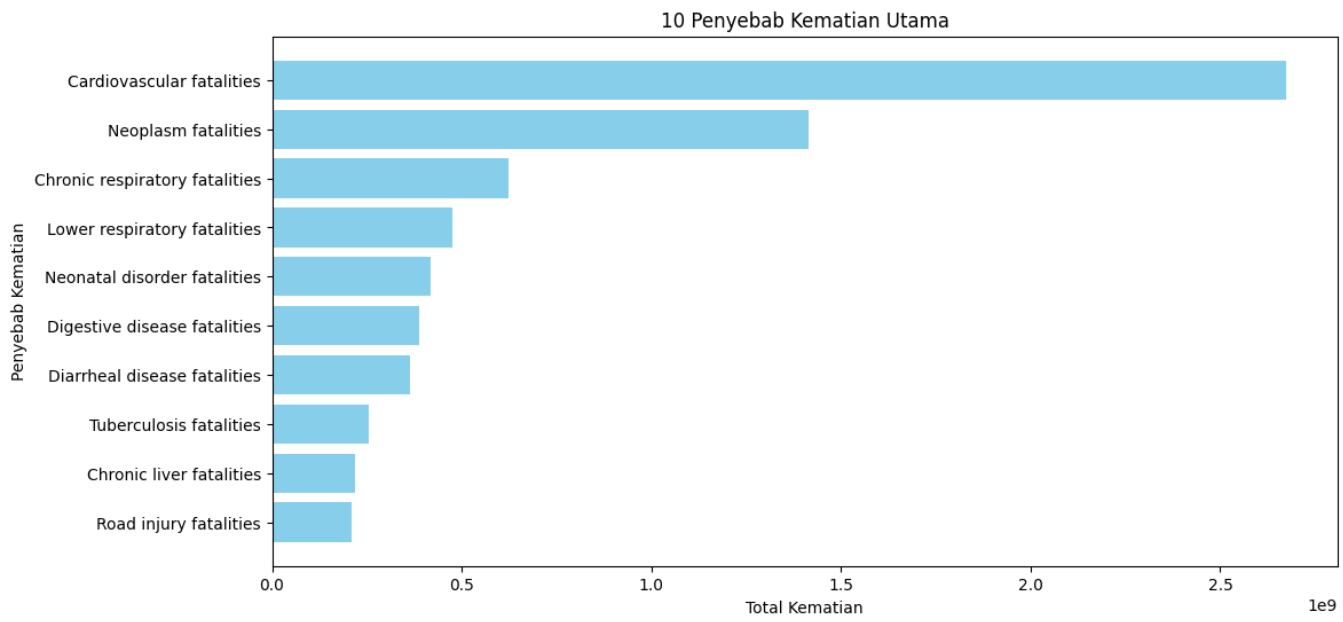 10 Penyebab Kematian Utama
Penyebab Kematian
Cardiovascular fatalities
Neoplasm fatalities
Chronic respiratory fatalities
Lower respiratory fatalities
Neonatal disorder fatalities
Digestive disease fatalities
Diarrheal disease fatalities
Tuberculosis fatalities
Chronic liver fatalities
Road injury fatalities
0.0 0.5 1.0 1.5 2.0 2.5
1e9
Total Kematian